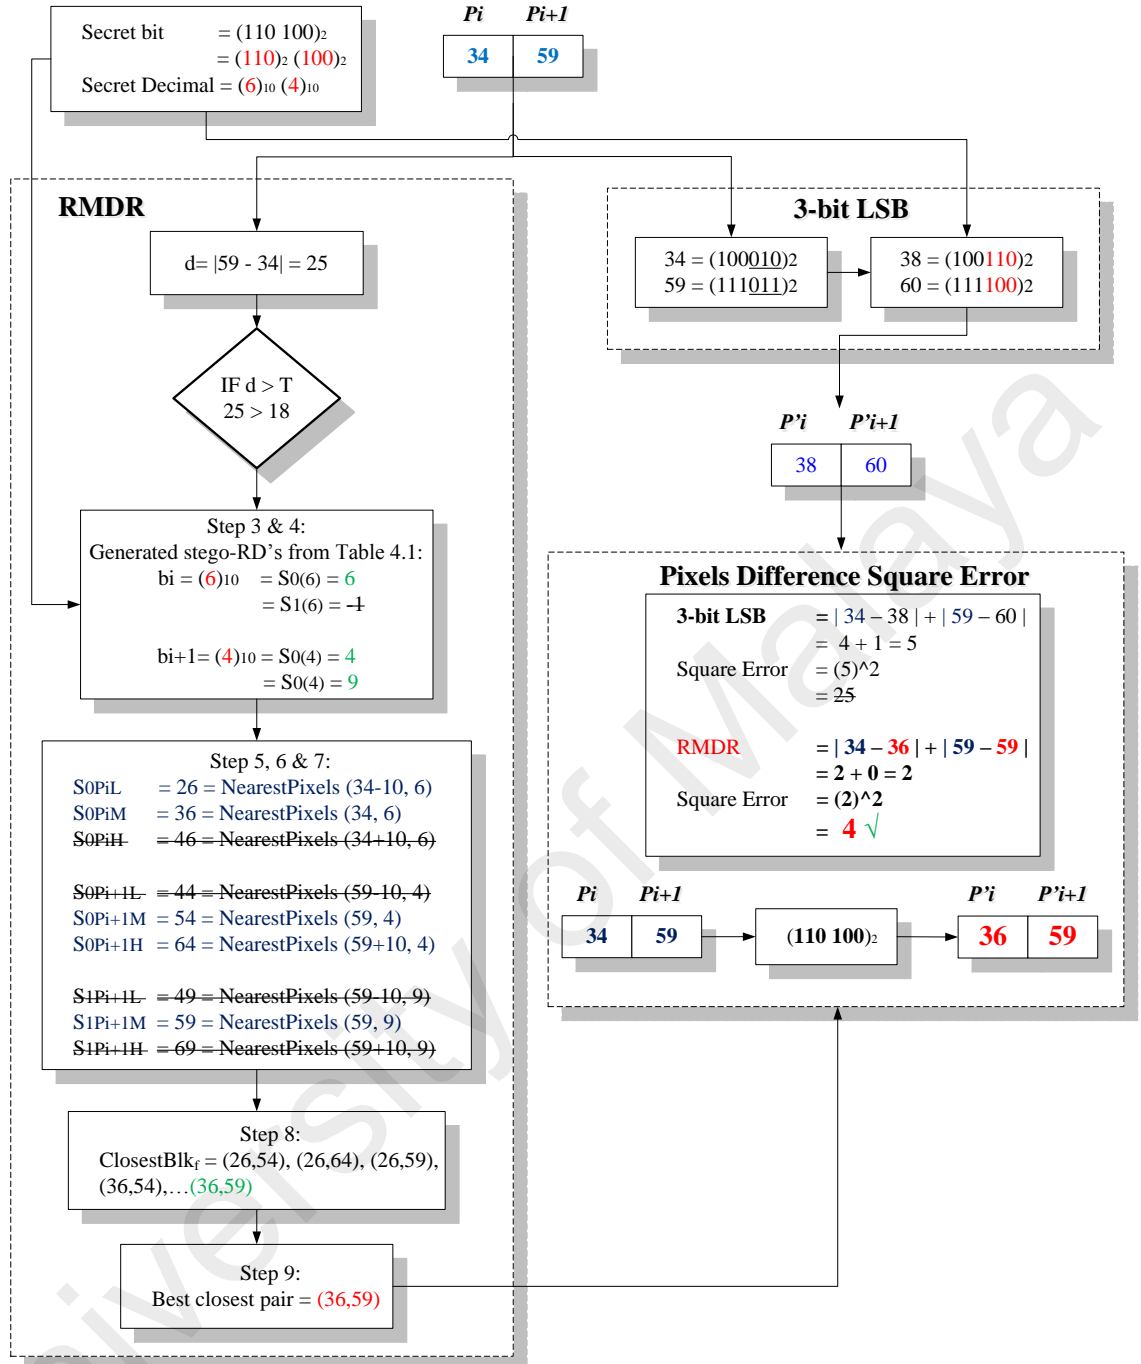 Secret bit = (110 100)2
= (110)2 (100)2
Secret Decimal = (6)10 (4)10
Pi Pi+1
34 59
RMDR
d= |59 - 34| = 25
IF d > T
25 > 18
Step 3 & 4:
Generated stego-RD's from Table 4.1:
bi = (6)10 = S0(6) = 6
= S1(6) = -1
bi+1= (4)10 = S0(4) = 4
= S0(4) = 9
Step 5, 6 & 7:
S0PiL = 26 = NearestPixels (34-10, 6)
S0PiM = 36 = NearestPixels (34, 6)
S0PiH = 46 = NearestPixels (34+10, 6)
S0Pi+1L = 44 = NearestPixels (59-10, 4)
S0Pi+1M = 54 = NearestPixels (59, 4)
S0Pi+1H = 64 = NearestPixels (59+10, 4)
S1Pi+1L = 49 = NearestPixels (59-10, 9)
S1Pi+1M = 59 = NearestPixels (59, 9)
S1Pi+1H = 69 = NearestPixels (59+10, 9)
Step 8:
ClosestBlkf = (26,54), (26,64), (26,59),
(36,54),...(36,59)
Step 9:
Best closest pair = (36,59)
3-bit LSB
34 = (100010)2
59 = (111011)2
38 = (100110)2
60 = (111100)2
P'i P'i+1
38 60
Pixels Difference Square Error
3-bit LSB = | 34 – 38 | + | 59 – 60 |
= 4 + 1 = 5
Square Error = (5)^2
= 25
RMDR = | 34 – 36 | + | 59 – 59 |
= 2 + 0 = 2
Square Error = (2)^2
= 4 √
Pi Pi+1
34 59
(110 100)2
P'i P'i+1
36 59
niversity of Malaya